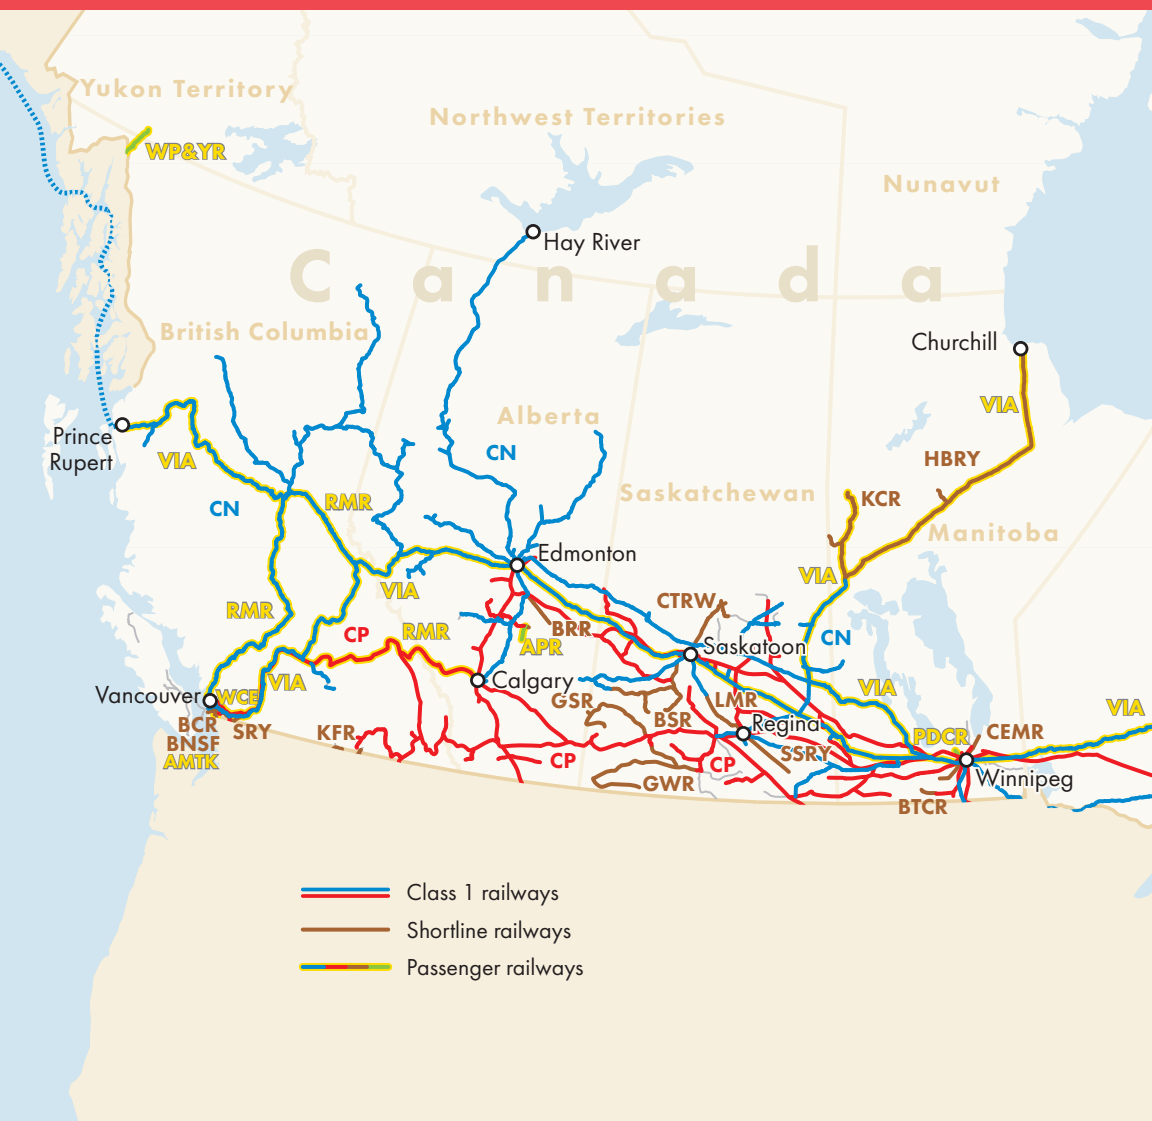 Yukon Territory
WP&YR
Northwest Territories
Nunavut
Hay River
Canada
British Columbia
Churchill
VIA
Alberta
Prince
Rupert
VIA
CN
HBRY
CN
RMR
Saskatchewan
KCR
Manitoba
Edmonton
VIA
VIA
CTRW
RMR
CP
RMR
BRR
APR
Saskatoon
CN
Vancouver
WCE
VIA
Calgary
GSR
LMR
VIA
VIA
BCR
SRY
KFR
BSR
Regina
PDCR
CEMR
BNSF
AMTK
CP
CP
SSRY
GWR
Winnipeg
BTCR
Class 1 railways
Shortline railways
Passenger railways